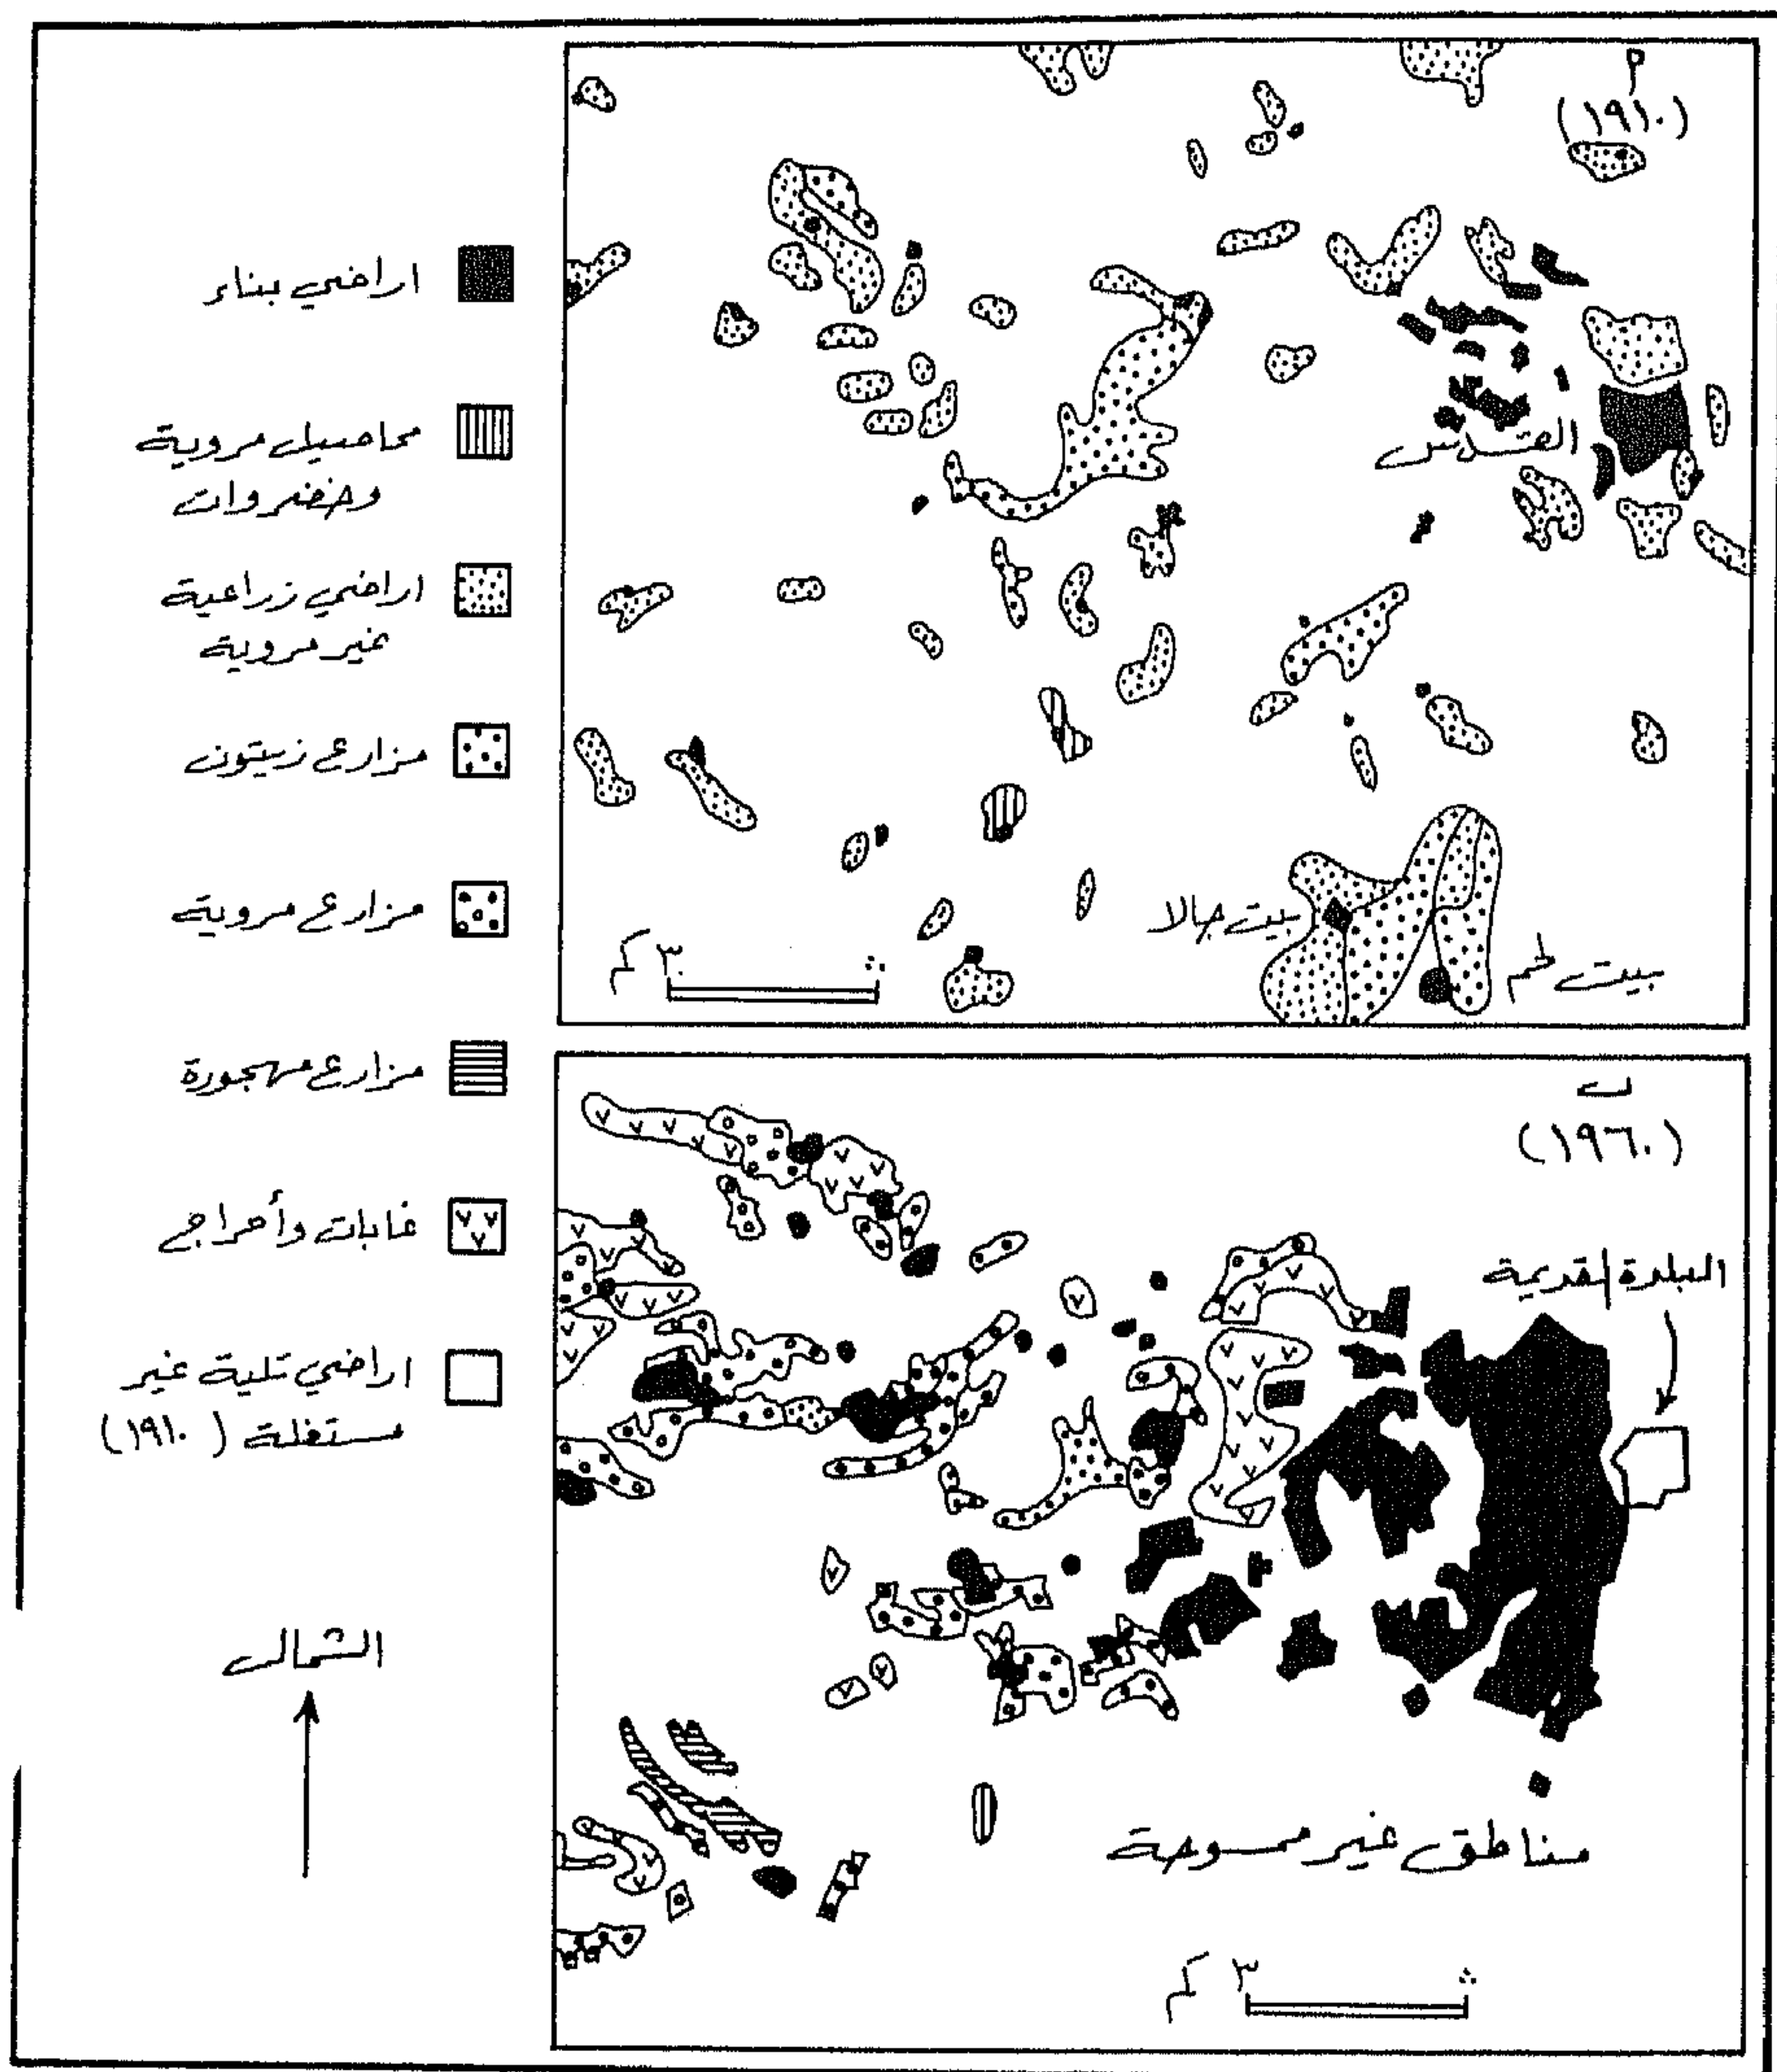 اراضي بناء
محاصيل مروية
وخضروات
اراضي زراعية
غير مروية
مزارع زيتون
مزارع مروية
مزارع مهجورة
غابات وأحراج
اراضي تلية غير
مستغلة (١٩١٠)
الشمال
أ
(١٩١٠)
القدس
بيت جالا
بيت لحم
٠
٣ كم
ب
(١٩٦٠)
البلدة القديمة
مناطق غير ممسوحة
٠
٣ كم